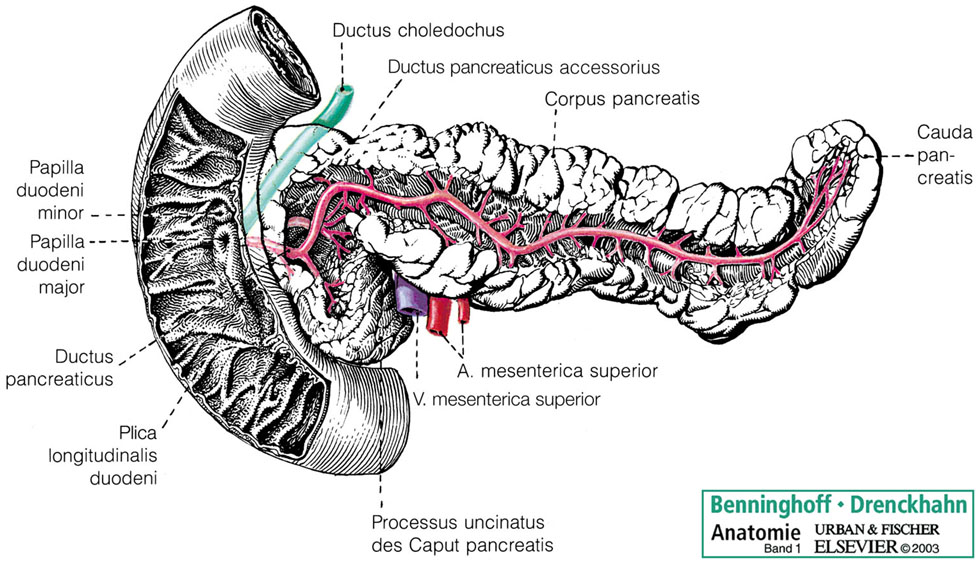 Ductus choledochus
Ductus pancreaticus accessorius
Corpus pancreatis
Cauda
pan-
creatis
Papilla
duodeni
minor
Papilla
duodeni
major
Ductus
pancreaticus
Plica
longitudinalis
duodeni
A. mesenterica superior
V. mesenterica superior
Processus uncinatus
des Caput pancreatis
Benninghoff • Drenckhahn
Anatomie URBAN & FISCHER
Band 1 ELSEVIER © 2003